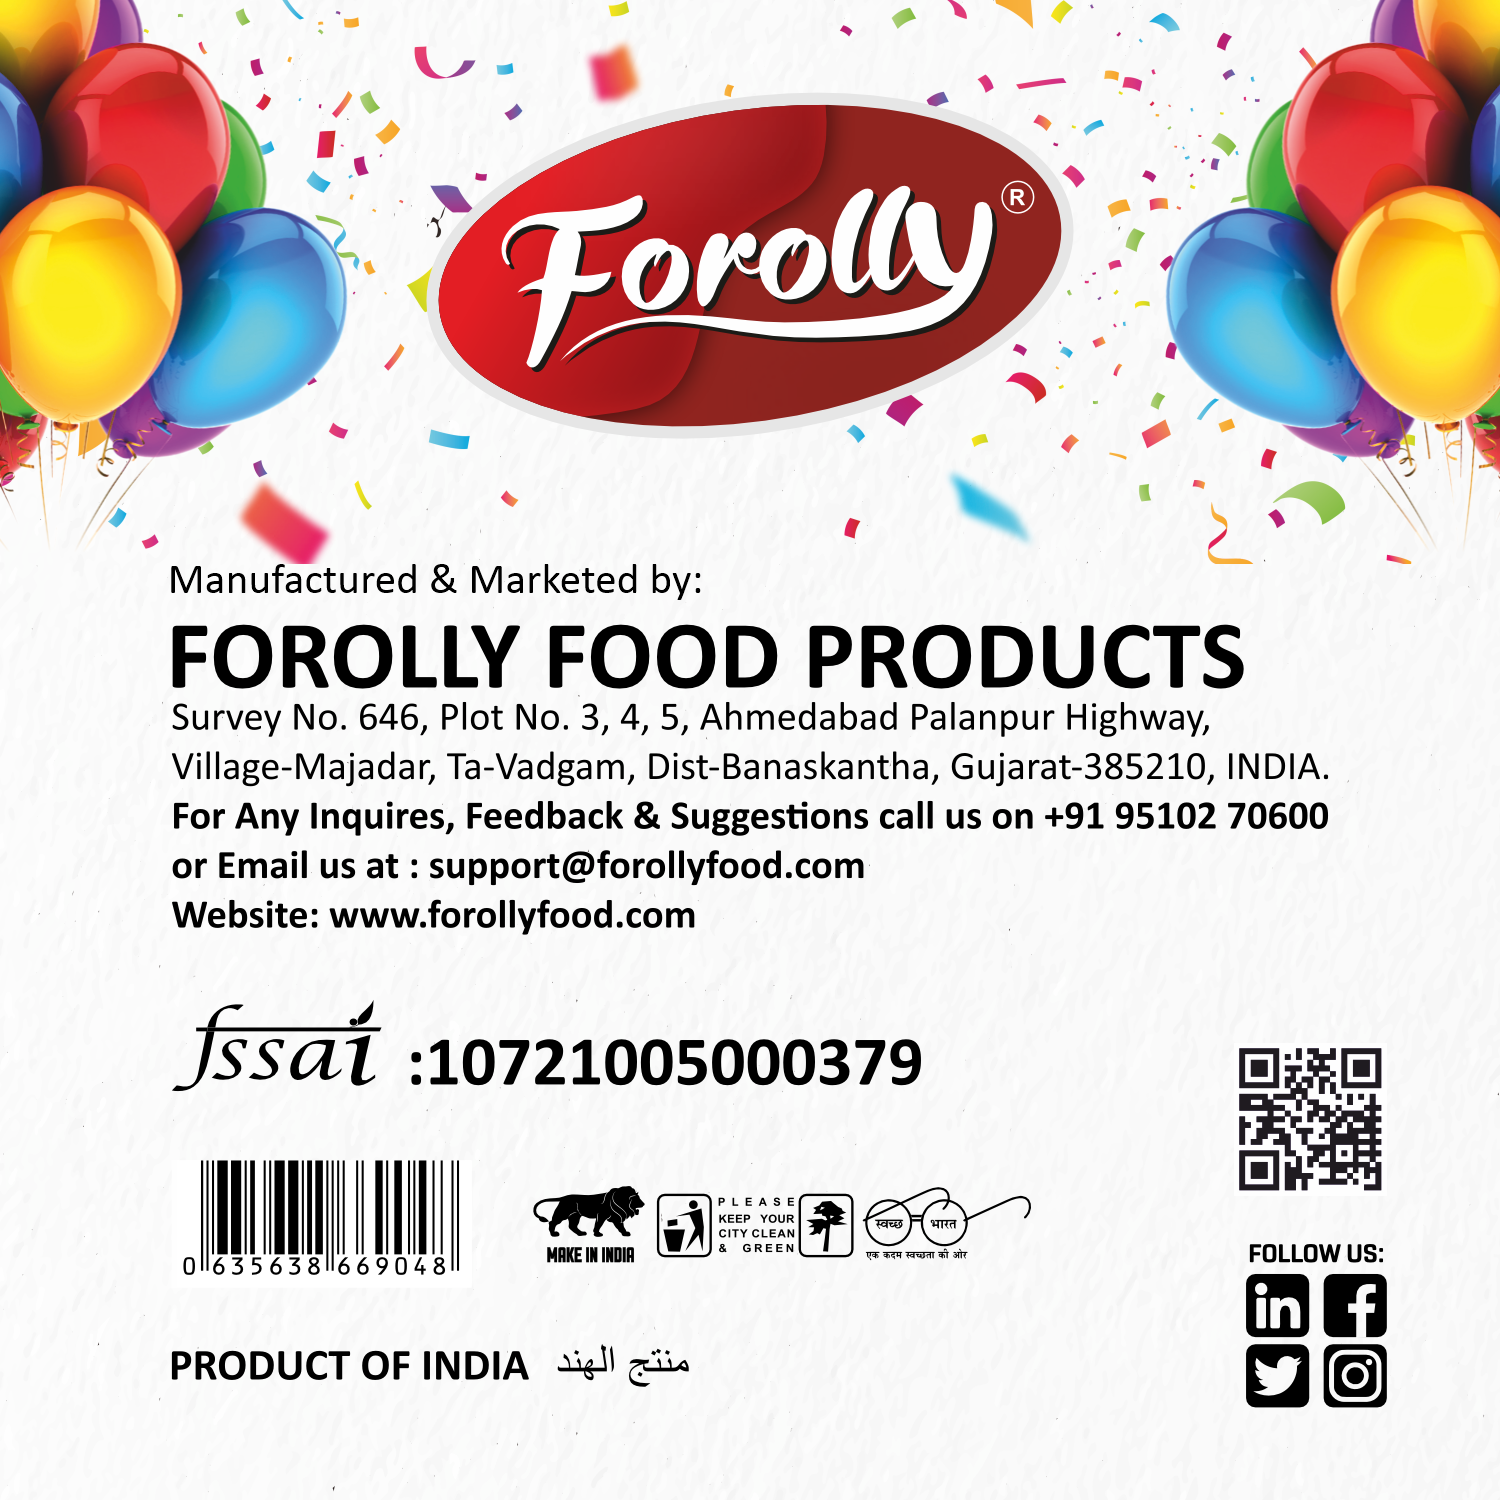 Forolly ®
Manufactured & Marketed by:
FOROLLY FOOD PRODUCTS
Survey No. 646, Plot No. 3, 4, 5, Ahmedabad Palanpur Highway,
Village-Majadar, Ta-Vadgam, Dist-Banaskantha, Gujarat-385210, INDIA.
For Any Inquires, Feedback & Suggestions call us on +91 95102 70600
or Email us at : support@forollyfood.com
Website: www.forollyfood.com
fssai :10721005000379
0 635638 669048
MAKE IN INDIA
PLEASE
KEEP YOUR
CITY CLEAN
& GREEN
स्वच्छ भारत
एक कदम स्वच्छता की ओर
FOLLOW US:
in f
PRODUCT OF INDIA منتج الهند